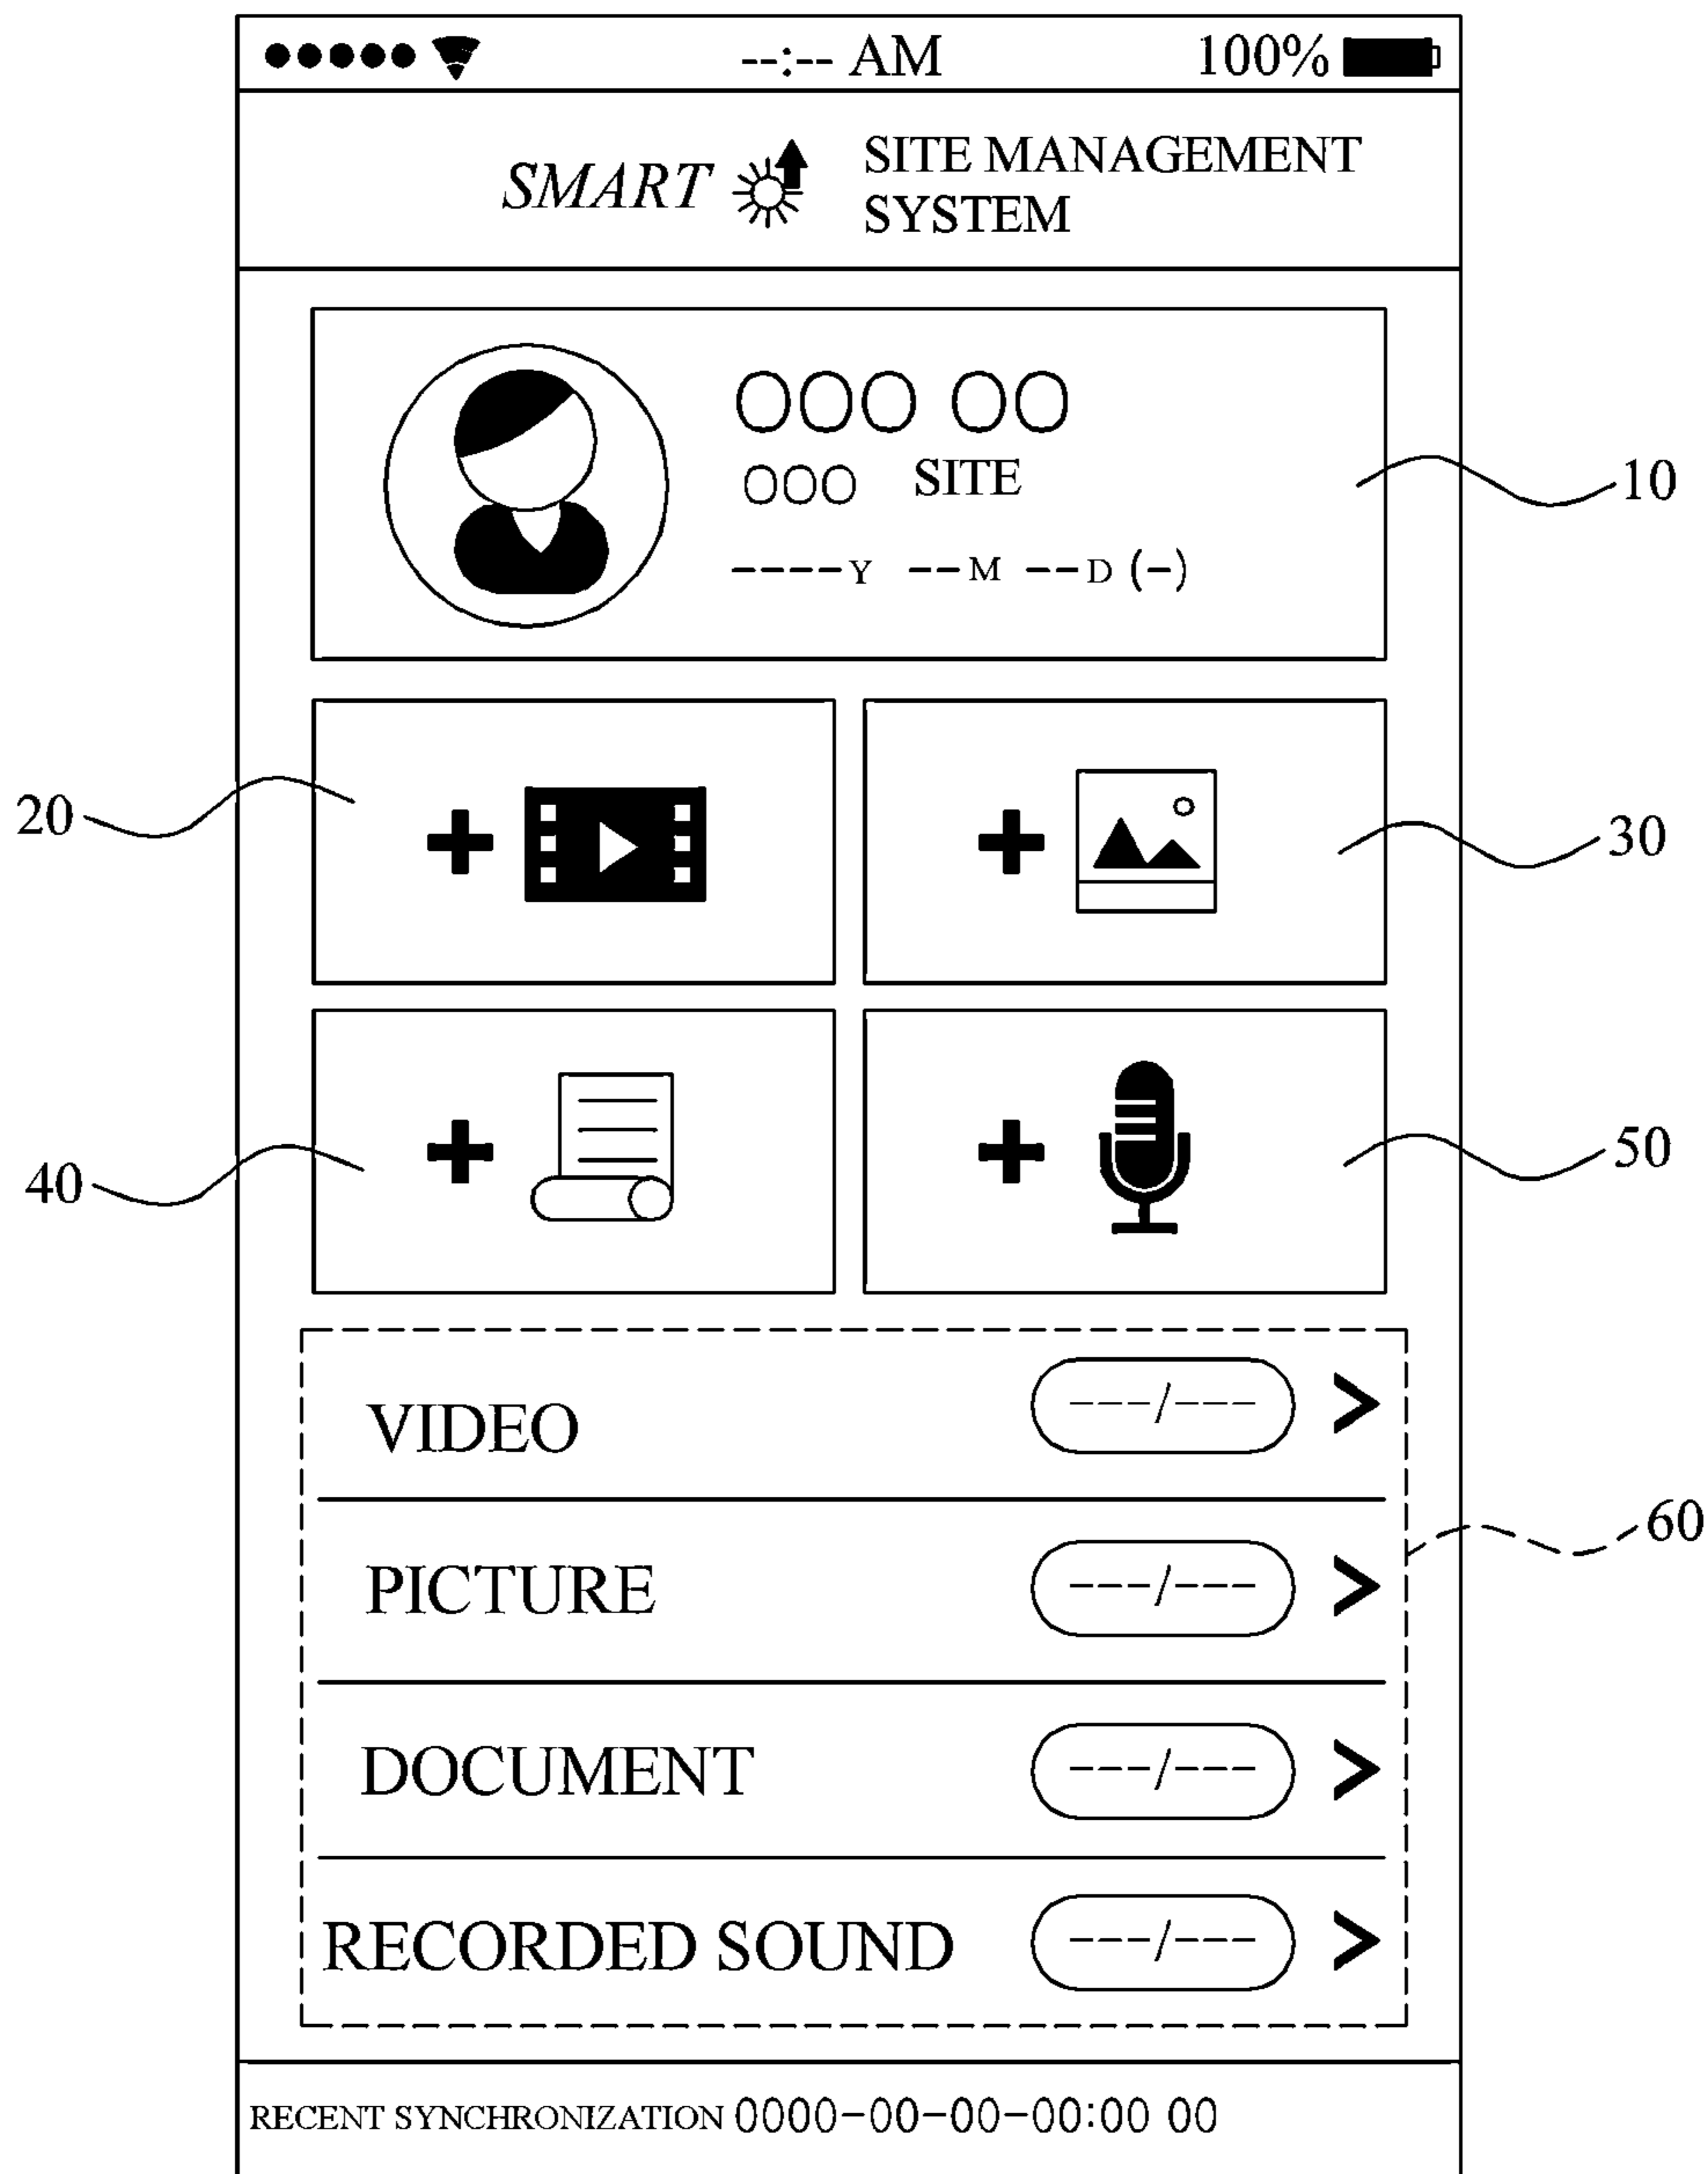 --:-- AM 100%
SMART SITE MANAGEMENT
SYSTEM
OOO OO
OOO SITE
----Y --M --D (-)
10
20
30
40
50
VIDEO ---/--- >
60
PICTURE ---/--- >
DOCUMENT ---/--- >
RECORDED SOUND ---/--- >
RECENT SYNCHRONIZATION 0000-00-00-00:00 00